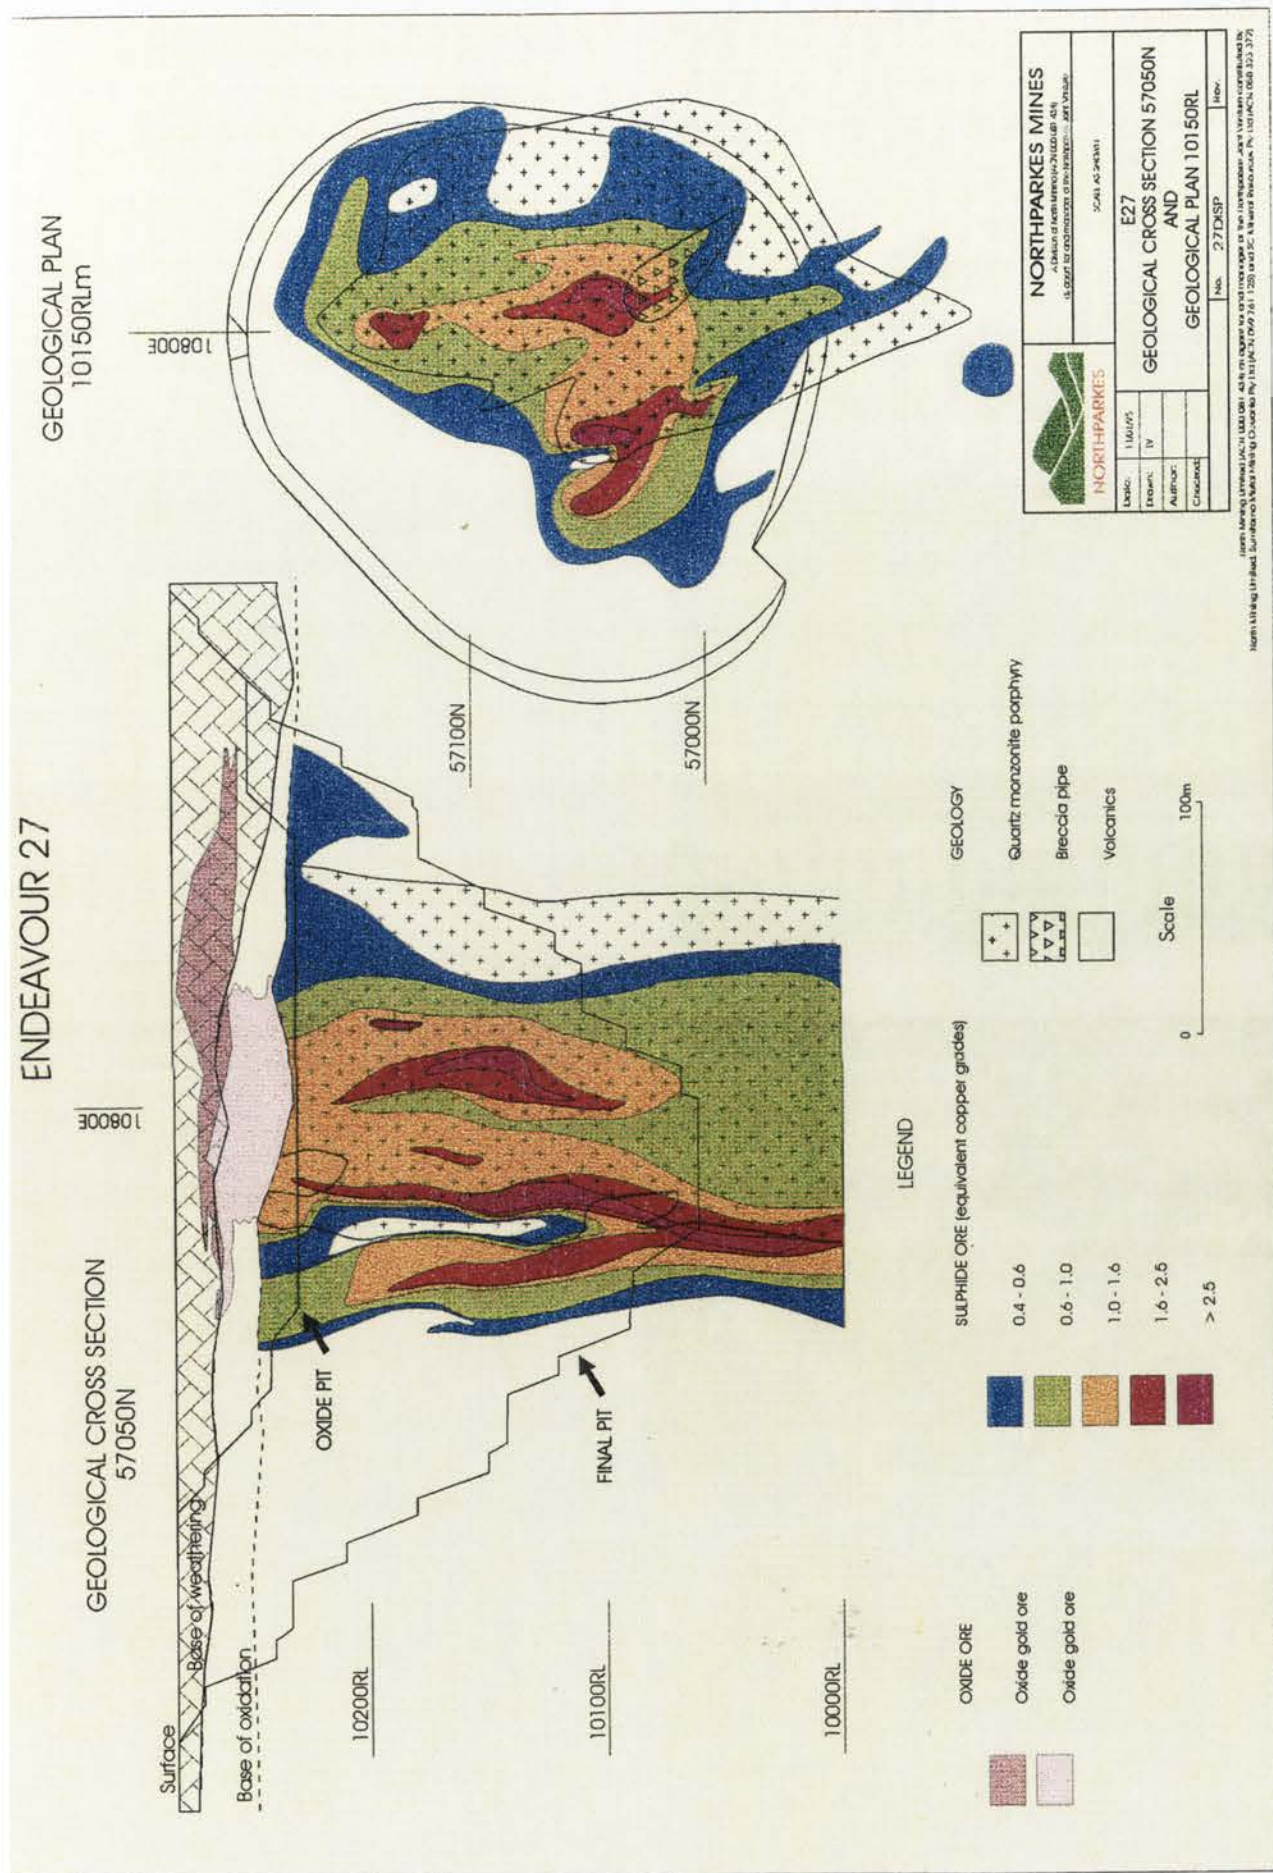 ENDEAVOUR 27
GEOLOGICAL CROSS SECTION
57050N
10800E
GEOLOGICAL PLAN
10150RLm
10800E
Surface
Base of weathering
Base of oxidation
OXIDE PIT
FINAL PIT
10200RL
10100RL
10000RL
57100N
57000N
LEGEND
OXIDE ORE
Oxide gold ore
Oxide gold ore
SULPHIDE ORE (equivalent copper grades)
0.4 - 0.6
0.6 - 1.0
1.0 - 1.6
1.6 - 2.5
> 2.5
GEOLOGY
Quartz monzonite porphyry
Breccia pipe
Volcanics
Scale
0 100m
NORTHPARKES
NORTHPARKES MINES
SCALE AS SHOWN
Date:
Drawn: IV
Author:
Checked:
E27
GEOLOGICAL CROSS SECTION 57050N
AND
GEOLOGICAL PLAN 10150RL
No. 27DISP Rev.